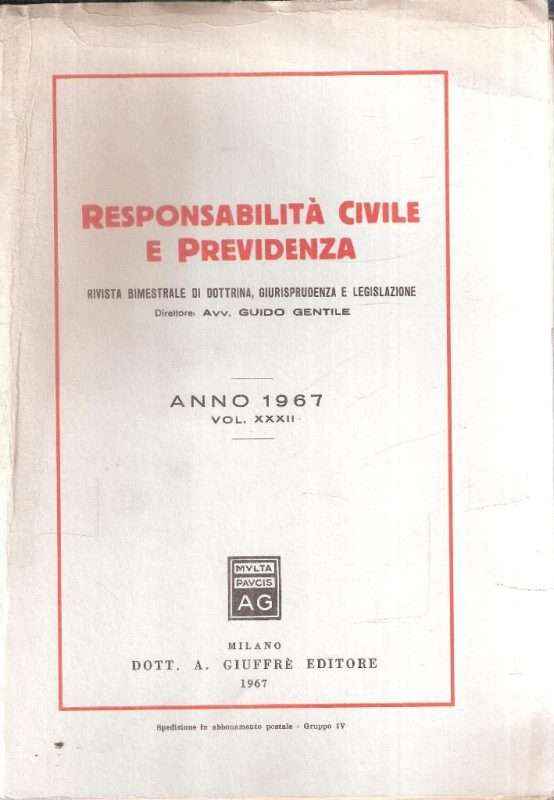 RESPONSABILITÀ CIVILE
E PREVIDENZA
RIVISTA BIMESTRALE DI DOTTRINA, GIURISPRUDENZA E LEGISLAZIONE
Direttore: Avv. GUIDO GENTILE
ANNO 1967
VOL. XXXII
MVLTA
PAVCIS
AG
MILANO
DOTT. A. GIUFFRÈ EDITORE
1967
Spedizione in abbonamento postale - Gruppo IV